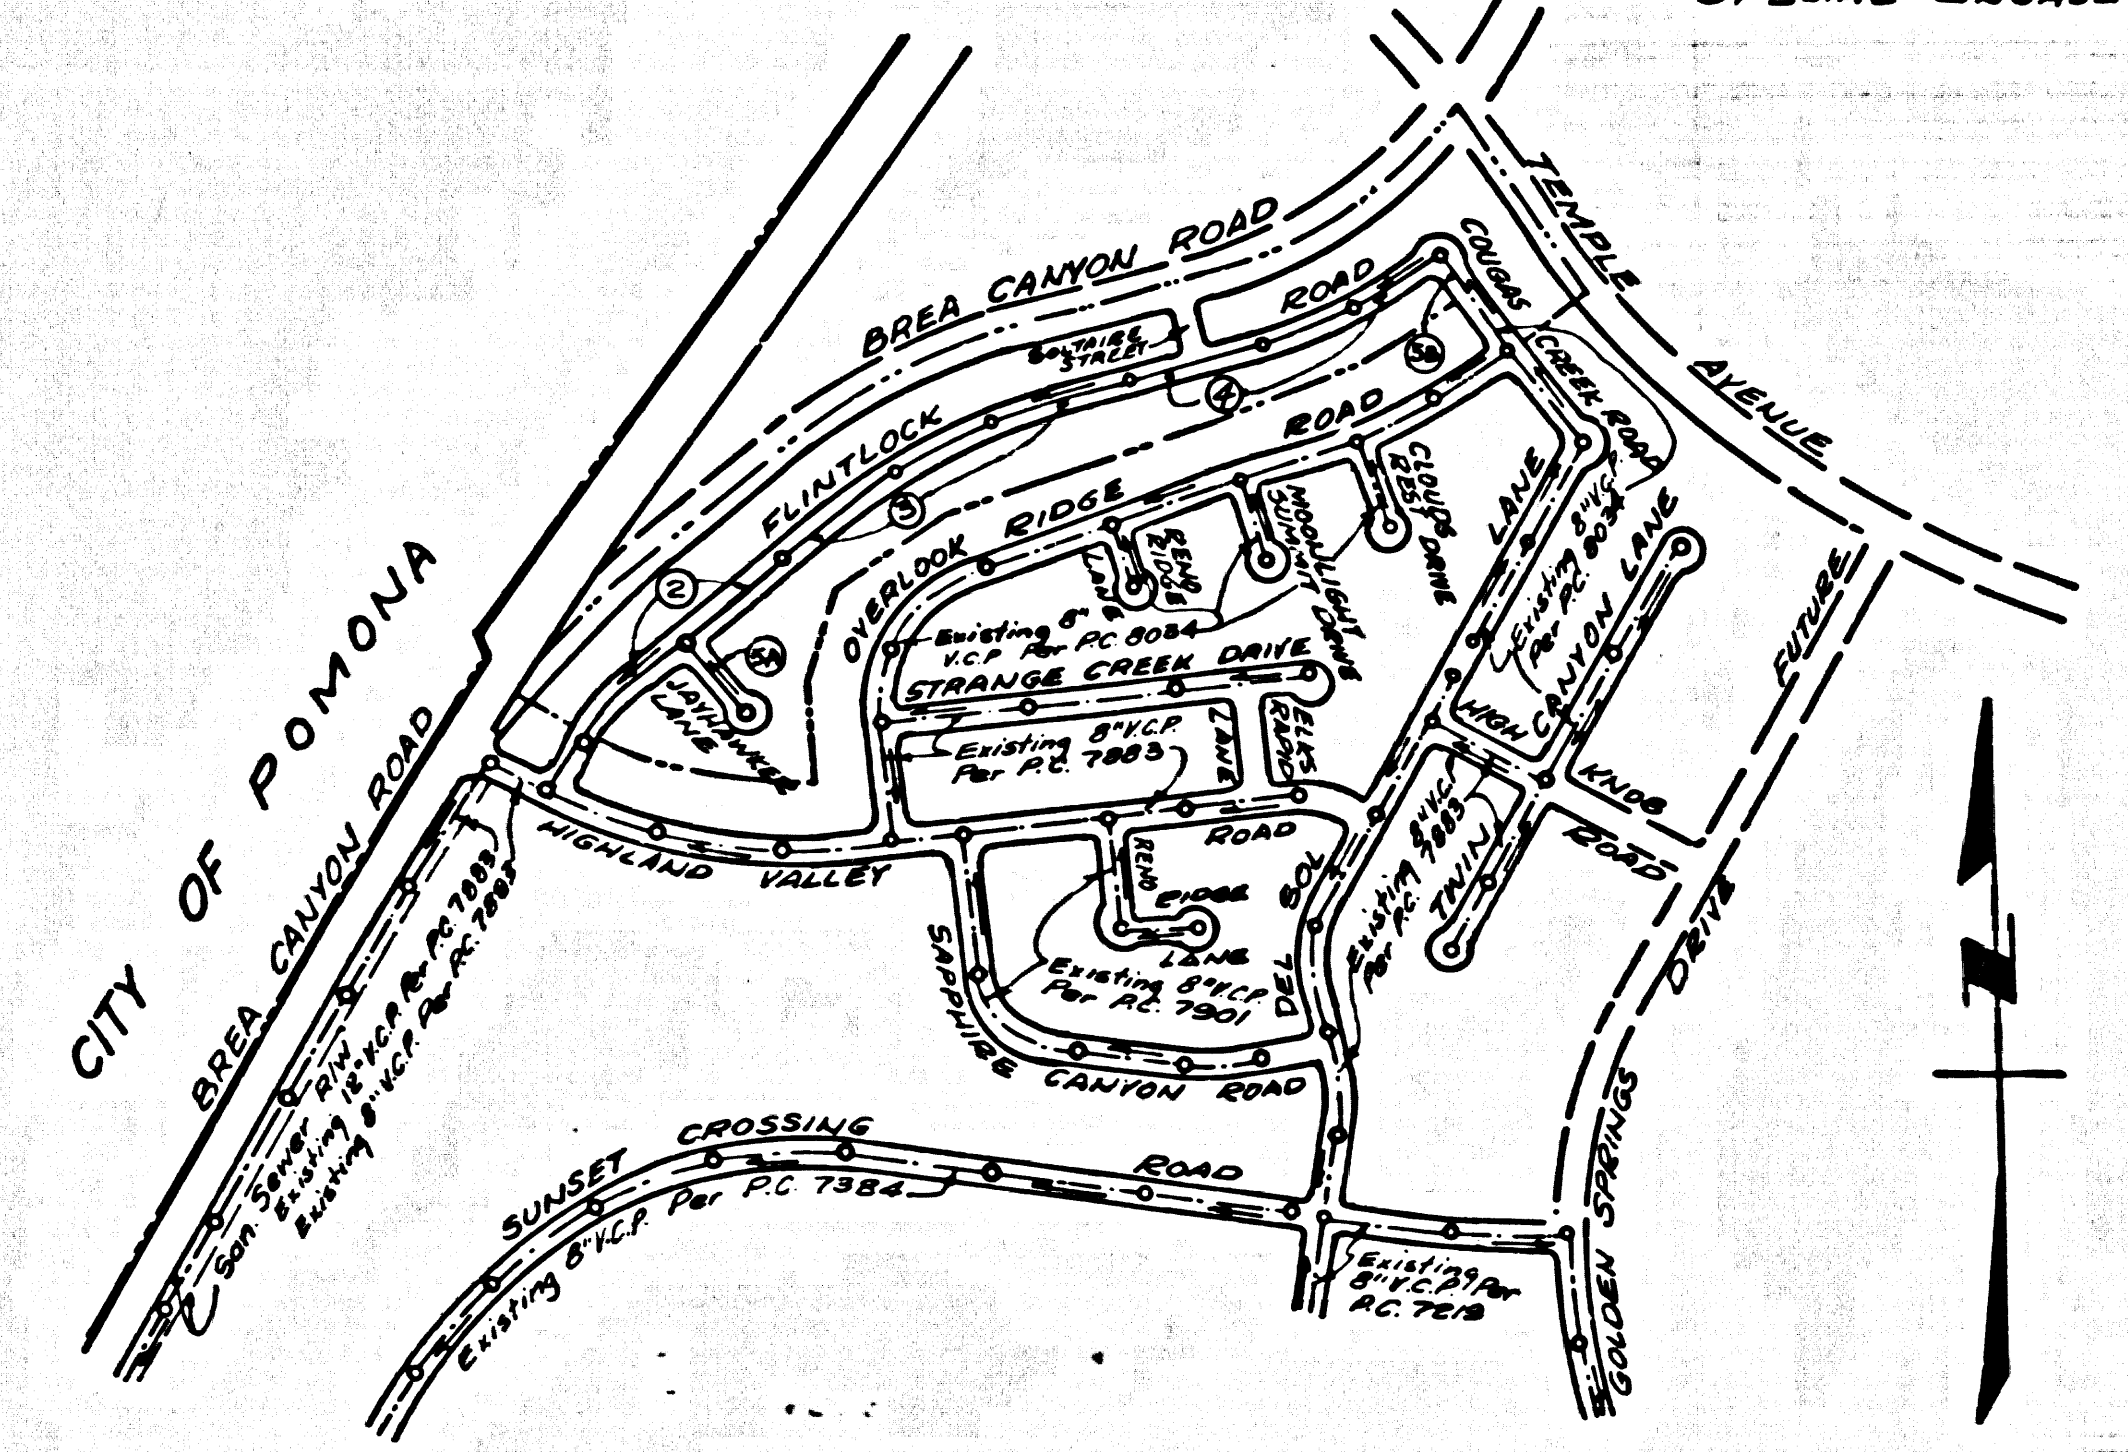 CITY OF POMONA
BREA CANYON ROAD
BREA CANYON ROAD
TEMPLE AVENUE
FLINTLOCK ROAD
SOLTAIRE
STREET
COUGAS CREEK ROAD
2
3
4
5A
5B
JAYHAWKER
LANE
OVERLOOK RIDGE ROAD
RENO
RIDGE
LANE
MOONLIGHT
SUMMIT DRIVE
CLOUDS
REST DRIVE
Existing 8"
V.C.P. Per P.C. 8034
STRANGE CREEK DRIVE
Existing 8" V.C.P.
Per P.C. 7883
ELKS
RAPID
LANE
Existing 8" V.C.P.
Per P.C. 8034
HIGH KNOB ROAD
TWIN CANYON LANE
Existing 8" V.C.P.
Per P.C. 7883
DEL SOL LANE
HIGHLAND VALLEY ROAD
RENO
RIDGE
LANE
Existing 8" V.C.P.
Per P.C. 7901
SAPPHIRE CANYON ROAD
San. Sewer R/W
Existing 18" V.C.P. Per P.C. 7883
Existing 8" V.C.P. Per P.C. 7883
SUNSET CROSSING ROAD
Existing 8" V.C.P. Per P.C. 7384
Existing
8" V.C.P. Per
P.C. 7219
FUTURE
GOLDEN SPRINGS DRIVE
N